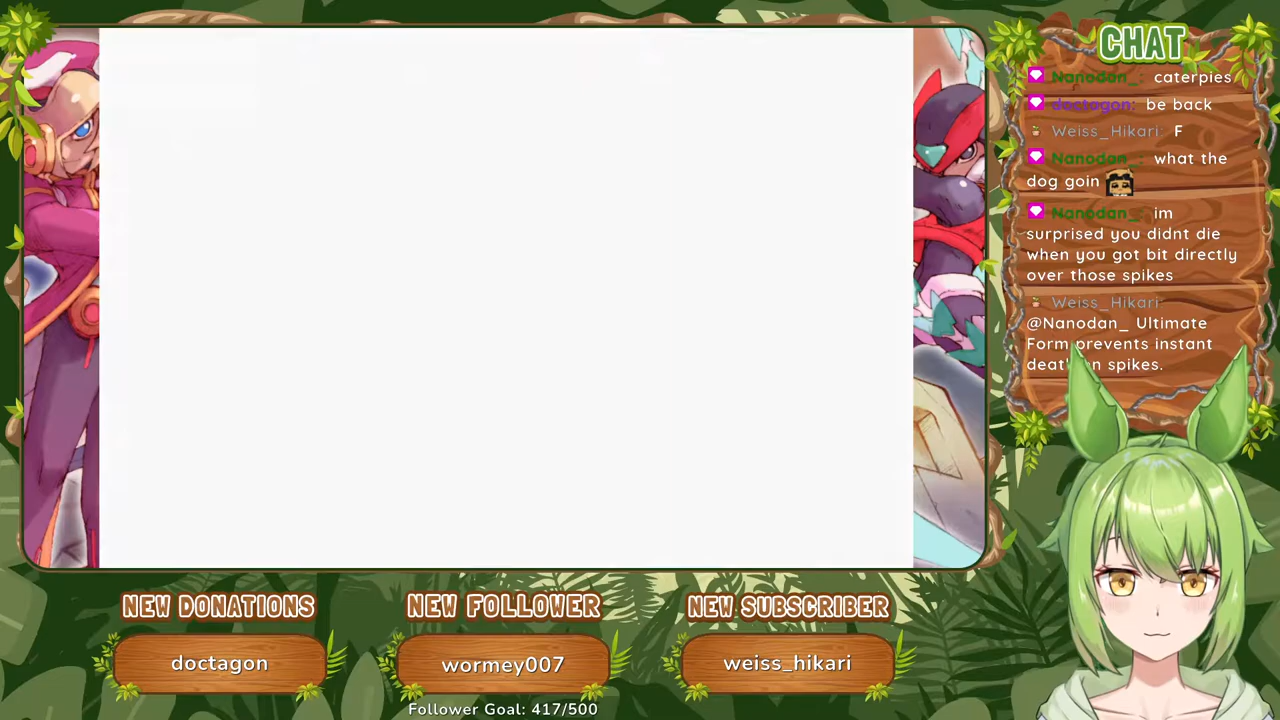 CHAT
Nanodan_: caterpies
doctagon: be back
Weiss_Hikari: F
Nanodan_: what the
dog goin
Nanodan_: im
surprised you didnt die
when you got bit directly
over those spikes
Weiss_Hikari:
@Nanodan_ Ultimate
Form prevents instant
on spikes.
NEW DONATIONS
NEW FOLLOWER
NEW SUBSCRIBER
doctagon
wormey007
weiss_hikari
Follower Goal: 417/500